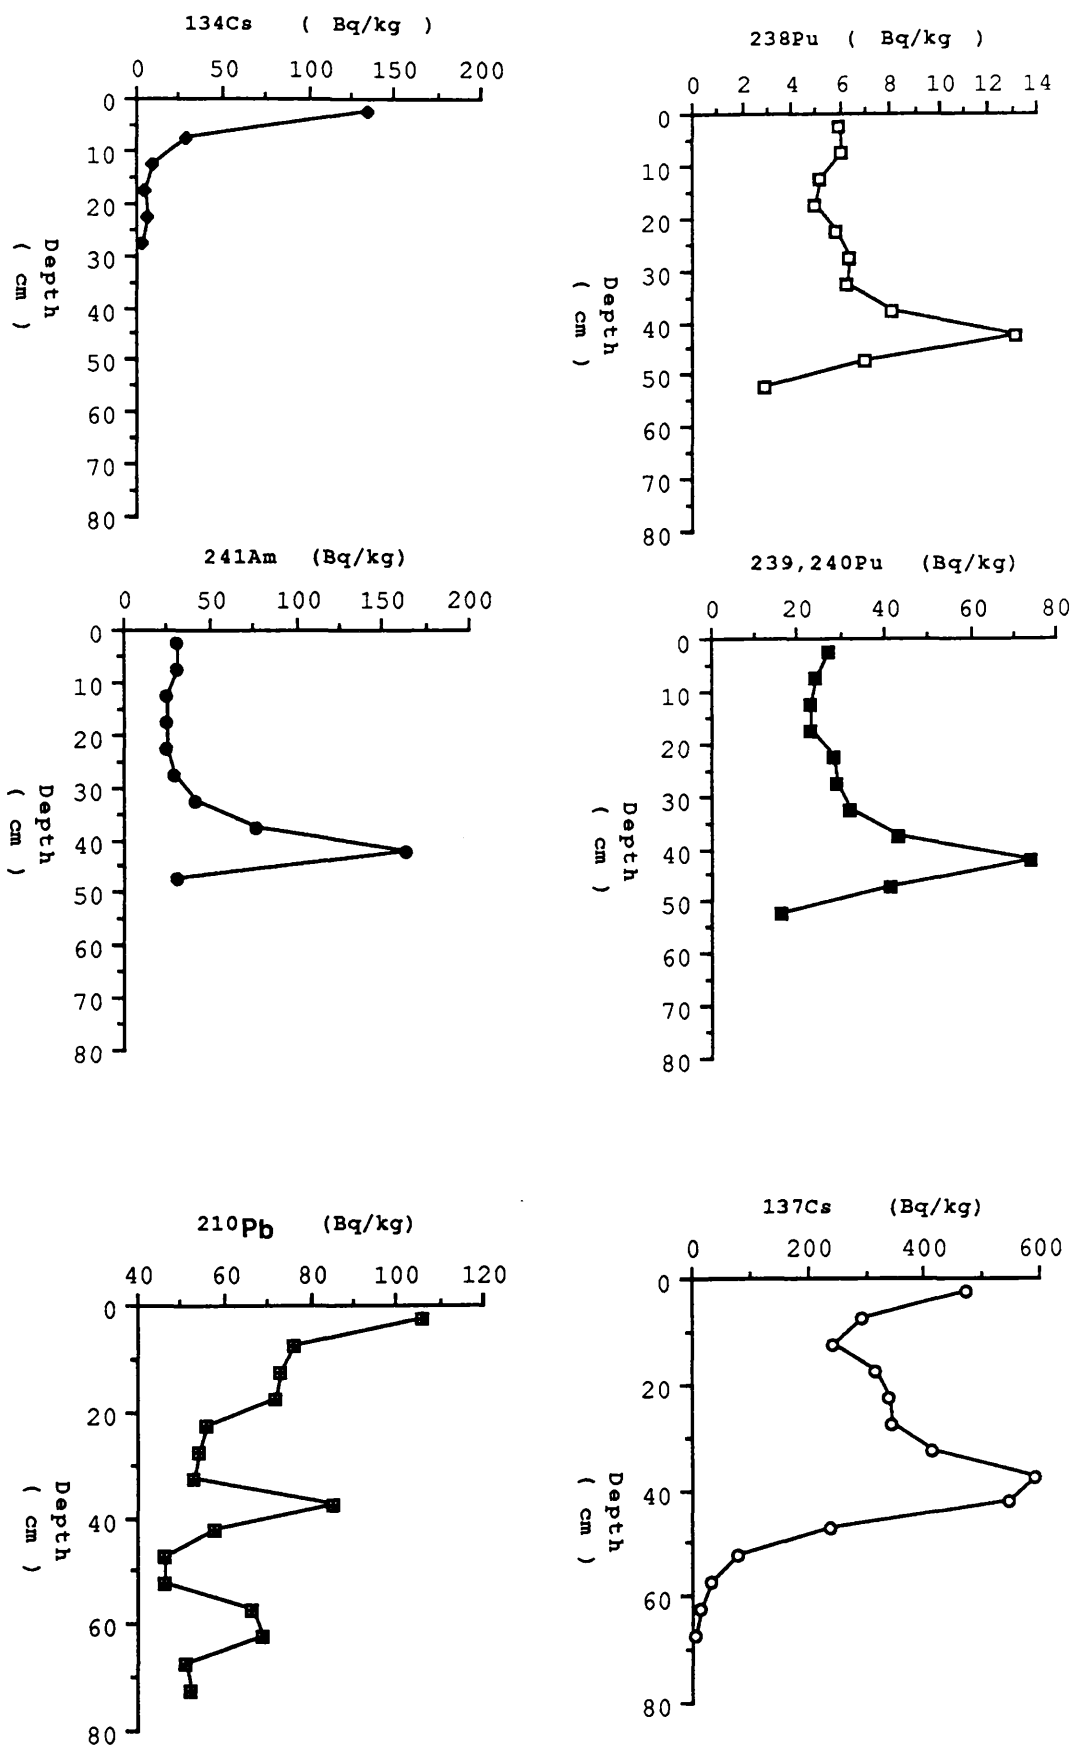 134Cs ( Bq/kg )
0 50 100 150 200
0
10
20
30
40
50
60
70
80
Depth
( cm )
238Pu ( Bq/kg )
0 2 4 6 8 10 12 14
0
10
20
30
40
50
60
70
80
Depth
( cm )
241Am (Bq/kg)
0 50 100 150 200
0
10
20
30
40
50
60
70
80
Depth
( cm )
239,240Pu (Bq/kg)
0 20 40 60 80
0
10
20
30
40
50
60
70
80
Depth
( cm )
210Pb (Bq/kg)
40 60 80 100 120
0
20
40
60
80
Depth
( cm )
137Cs (Bq/kg)
0 200 400 600
0
20
40
60
80
Depth
( cm )